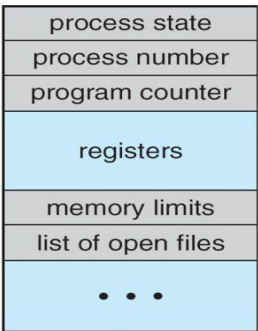 process state
process number
program counter
registers
memory limits
list of open files
• • •